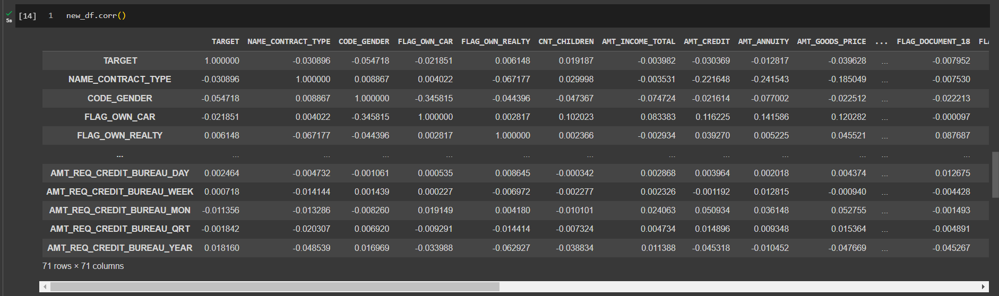 [14] 1 new_df.corr()
5s
TARGET NAME_CONTRACT_TYPE CODE_GENDER FLAG_OWN_CAR FLAG_OWN_REALTY CNT_CHILDREN AMT_INCOME_TOTAL AMT_CREDIT AMT_ANNUITY AMT_GOODS_PRICE ... FLAG_DOCUMENT_18 FLA
TARGET 1.000000 -0.030896 -0.054718 -0.021851 0.006148 0.019187 -0.003982 -0.030369 -0.012817 -0.039628 ... -0.007952
NAME_CONTRACT_TYPE -0.030896 1.000000 0.008867 0.004022 -0.067177 0.029998 -0.003531 -0.221648 -0.241543 -0.185049 ... -0.007530
CODE_GENDER -0.054718 0.008867 1.000000 -0.345815 -0.044396 -0.047367 -0.074724 -0.021614 -0.077002 -0.022512 ... -0.022213
FLAG_OWN_CAR -0.021851 0.004022 -0.345815 1.000000 0.002817 0.102023 0.083383 0.116225 0.141586 0.120282 ... -0.000097
FLAG_OWN_REALTY 0.006148 -0.067177 -0.044396 0.002817 1.000000 0.002366 -0.002934 0.039270 0.005225 0.045521 ... 0.087687
... ... ... ... ... ... ... ... ... ... ... ... ...
AMT_REQ_CREDIT_BUREAU_DAY 0.002464 -0.004732 -0.001061 0.000535 0.008645 -0.000342 0.002868 0.003964 0.002018 0.004374 ... 0.012675
AMT_REQ_CREDIT_BUREAU_WEEK 0.000718 -0.014144 0.001439 0.000227 -0.006972 -0.002277 0.002326 -0.001192 0.012815 -0.000940 ... -0.004428
AMT_REQ_CREDIT_BUREAU_MON -0.011356 -0.013286 -0.008260 0.019149 0.004180 -0.010101 0.024063 0.050934 0.036148 0.052755 ... -0.001493
AMT_REQ_CREDIT_BUREAU_QRT -0.001842 -0.020307 0.006920 -0.009291 -0.014414 -0.007324 0.004734 0.014896 0.009348 0.015364 ... -0.004891
AMT_REQ_CREDIT_BUREAU_YEAR 0.018160 -0.048539 0.016969 -0.033988 -0.062927 -0.038834 0.011388 -0.045318 -0.010452 -0.047669 ... -0.045267
71 rows × 71 columns